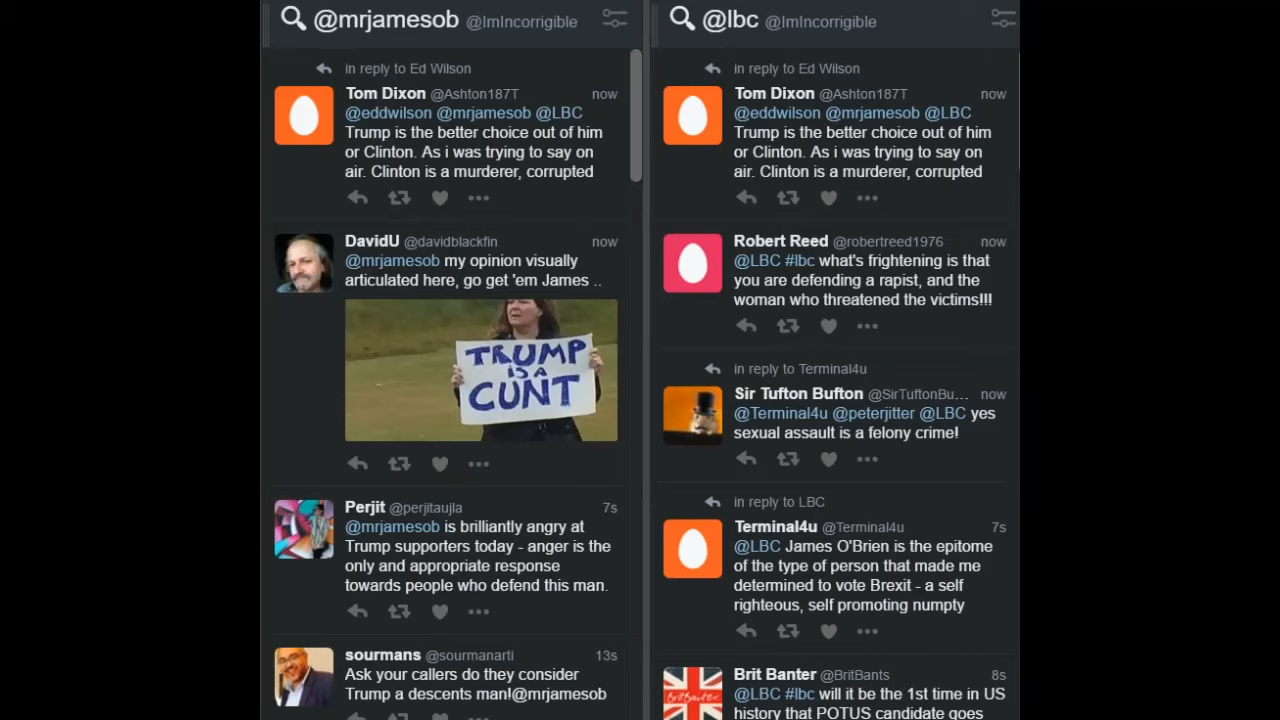 @mrjamesob @ImIncorrigible
in reply to Ed Wilson
Tom Dixon @Ashton187T now
@eddwilson @mrjamesob @LBC
Trump is the better choice out of him
or Clinton. As i was trying to say on
air. Clinton is a murderer, corrupted
DavidU @davidblackfin now
@mrjamesob my opinion visually
articulated here, go get 'em James ..
TRUMP
IS A
CUNT
Perjit @perjitaujla 7s
@mrjamesob is brilliantly angry at
Trump supporters today - anger is the
only and appropriate response
towards people who defend this man.
sourmans @sourmanarti 13s
Ask your callers do they consider
Trump a descents man!@mrjamesob
@lbc @ImIncorrigible
in reply to Ed Wilson
Tom Dixon @Ashton187T now
@eddwilson @mrjamesob @LBC
Trump is the better choice out of him
or Clinton. As i was trying to say on
air. Clinton is a murderer, corrupted
Robert Reed @robertreed1976 now
@LBC #lbc what's frightening is that
you are defending a rapist, and the
woman who threatened the victims!!!
in reply to Terminal4u
Sir Tufton Bufton @SirTuftonBu... now
@Terminal4u @peterjitter @LBC yes
sexual assault is a felony crime!
in reply to LBC
Terminal4u @Terminal4u 7s
@LBC James O'Brien is the epitome
of the type of person that made me
determined to vote Brexit - a self
righteous, self promoting numpty
Brit Banter @BritBants 8s
BritBanter
@LBC #lbc will it be the 1st time in US
history that POTUS candidate goes